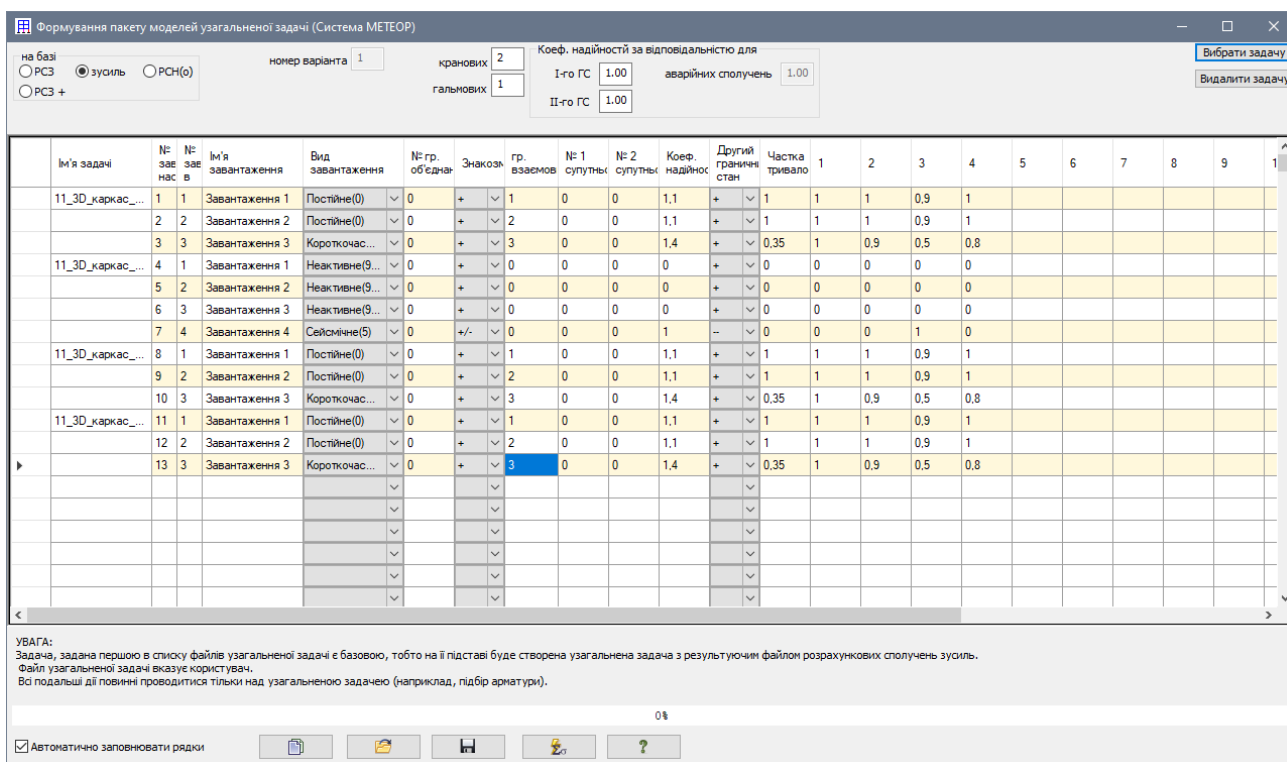 Формування пакету моделей узагальненої задачі (Система МЕТЕОР)
на базі
РСЗ зусиль РСН(о)
РСЗ +
номер варіанта 1
кранових 2
гальмових 1
Коеф. надійності за відповідальністю для
I-го ГС 1.00 аварійних сполучень 1.00
II-го ГС 1.00
Вибрати задачу
Видалити задачу
Ім'я задачі № зав нас № зав в Ім'я завантаження Вид завантаження № гр. об'єднан Знакозм гр. взаємов № 1 супутньо № 2 супутньо Коеф. надійнос Другий граничн стан Частка тривало 1 2 3 4 5 6 7 8 9 1
11_3D_каркас_... 1 1 Завантаження 1 Постійне(0) 0 + 1 0 0 1,1 + 1 1 1 0,9 1
2 2 Завантаження 2 Постійне(0) 0 + 2 0 0 1,1 + 1 1 1 0,9 1
3 3 Завантаження 3 Короткочас... 0 + 3 0 0 1,4 + 0,35 1 0,9 0,5 0,8
11_3D_каркас_... 4 1 Завантаження 1 Неактивне(9... 0 + 0 0 0 0 + 0 0 0 0 0
5 2 Завантаження 2 Неактивне(9... 0 + 0 0 0 0 + 0 0 0 0 0
6 3 Завантаження 3 Неактивне(9... 0 + 0 0 0 0 + 0 0 0 0 0
7 4 Завантаження 4 Сейсмічне(5) 0 +/- 0 0 0 1 -- 0 0 0 1 0
11_3D_каркас_... 8 1 Завантаження 1 Постійне(0) 0 + 1 0 0 1,1 + 1 1 1 0,9 1
9 2 Завантаження 2 Постійне(0) 0 + 2 0 0 1,1 + 1 1 1 0,9 1
10 3 Завантаження 3 Короткочас... 0 + 3 0 0 1,4 + 0,35 1 0,9 0,5 0,8
11_3D_каркас_... 11 1 Завантаження 1 Постійне(0) 0 + 1 0 0 1,1 + 1 1 1 0,9 1
12 2 Завантаження 2 Постійне(0) 0 + 2 0 0 1,1 + 1 1 1 0,9 1
13 3 Завантаження 3 Короткочас... 0 + 3 0 0 1,4 + 0,35 1 0,9 0,5 0,8
УВАГА:
Задача, задана першою в списку файлів узагальненої задачі є базовою, тобто на її підставі буде створена узагальнена задача з результуючим файлом розрахункових сполучень зусиль.
Файл узагальненої задачі вказує користувач.
Всі подальші дії повинні проводитися тільки над узагальненою задачею (наприклад, підбір арматури).
0%
Автоматично заповнювати рядки
?